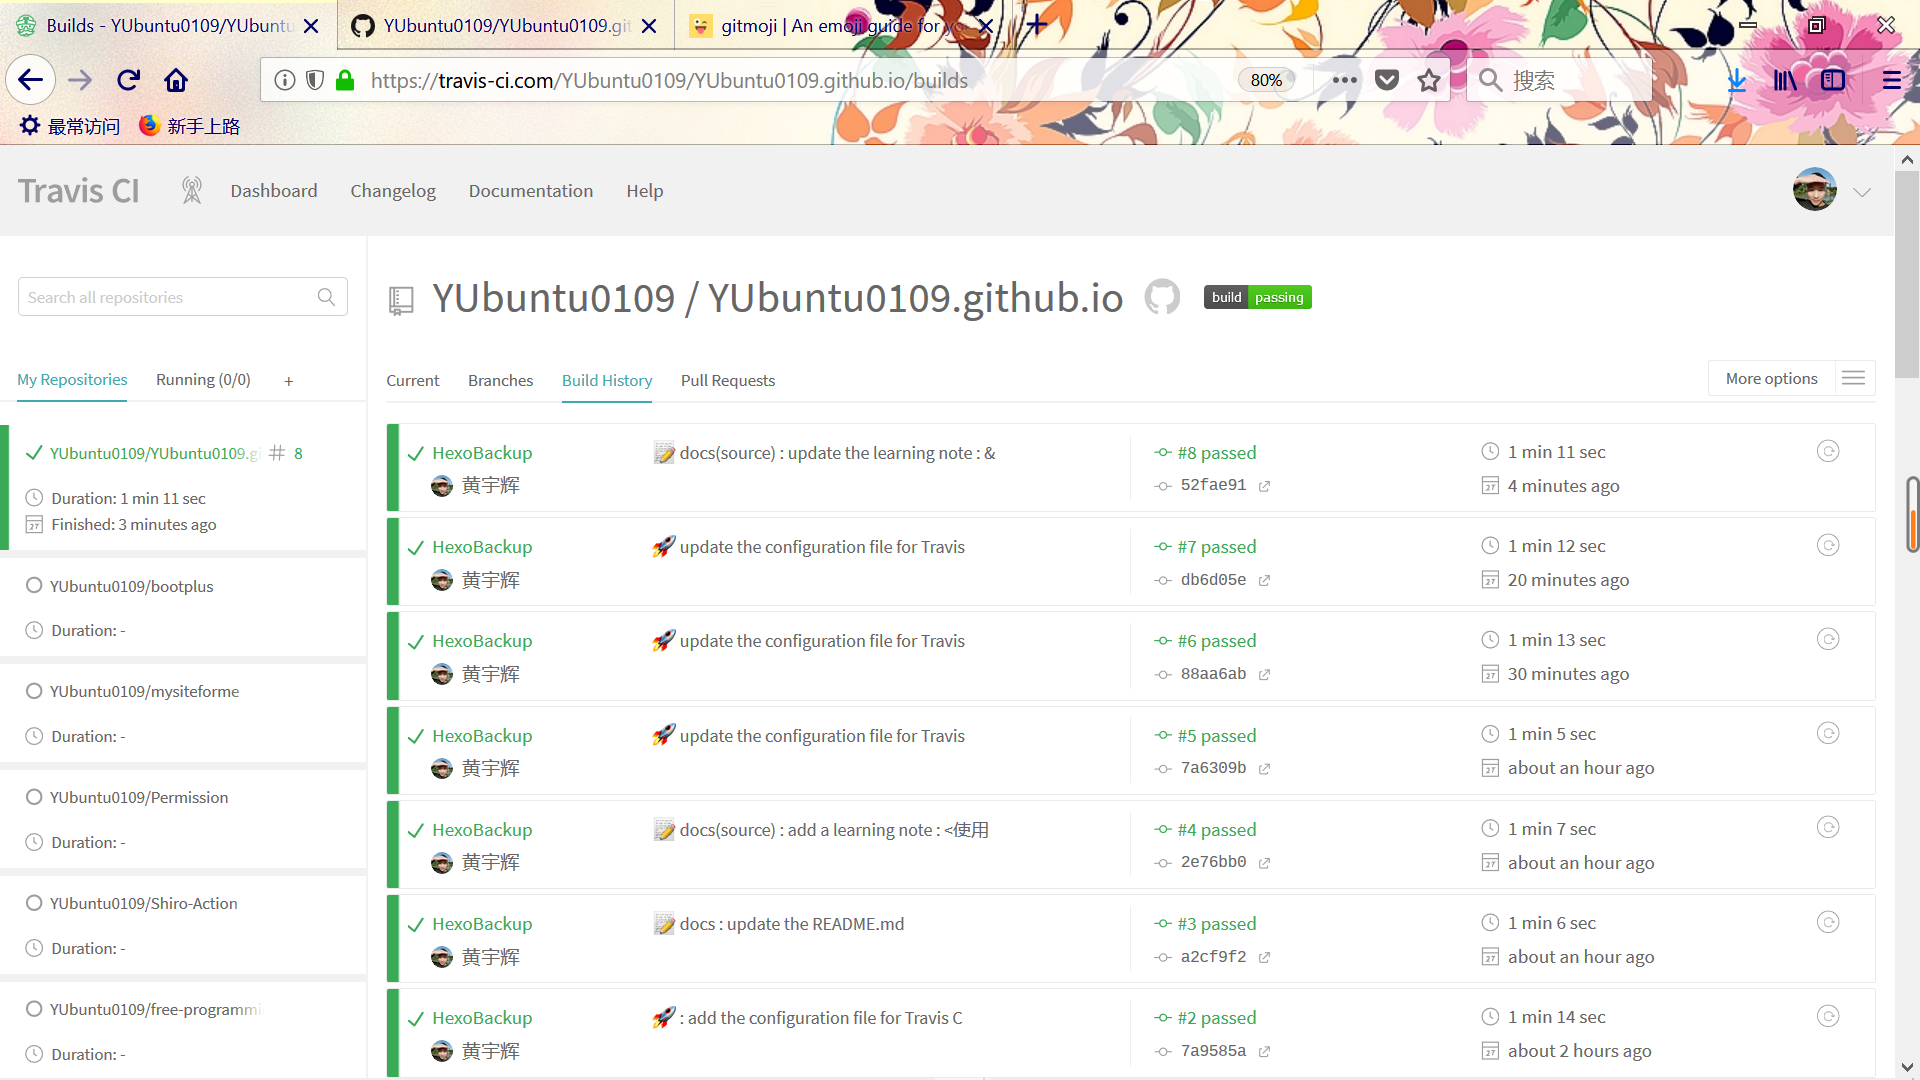 Builds - YUbuntu0109/YUbuntu
YUbuntu0109/YUbuntu0109.git
gitmoji | An emoji guide for y
https://travis-ci.com/YUbuntu0109/YUbuntu0109.github.io/builds
80%
搜索
最常访问
新手上路
Travis CI
Dashboard
Changelog
Documentation
Help
Search all repositories
YUbuntu0109 / YUbuntu0109.github.io
build passing
My Repositories
Running (0/0)
+
Current
Branches
Build History
Pull Requests
More options
YUbuntu0109/YUbuntu0109.gi
# 8
Duration: 1 min 11 sec
Finished: 3 minutes ago
YUbuntu0109/bootplus
Duration: -
YUbuntu0109/mysiteforme
Duration: -
YUbuntu0109/Permission
Duration: -
YUbuntu0109/Shiro-Action
Duration: -
YUbuntu0109/free-programmi
Duration: -
HexoBackup
📝 docs(source) : update the learning note : &
#8 passed
1 min 11 sec
黄宇辉
52fae91
4 minutes ago
HexoBackup
🚀 update the configuration file for Travis
#7 passed
1 min 12 sec
黄宇辉
db6d05e
20 minutes ago
HexoBackup
🚀 update the configuration file for Travis
#6 passed
1 min 13 sec
黄宇辉
88aa6ab
30 minutes ago
HexoBackup
🚀 update the configuration file for Travis
#5 passed
1 min 5 sec
黄宇辉
7a6309b
about an hour ago
HexoBackup
📝 docs(source) : add a learning note : <使用
#4 passed
1 min 7 sec
黄宇辉
2e76bb0
about an hour ago
HexoBackup
📝 docs : update the README.md
#3 passed
1 min 6 sec
黄宇辉
a2cf9f2
about an hour ago
HexoBackup
🚀 : add the configuration file for Travis C
#2 passed
1 min 14 sec
黄宇辉
7a9585a
about 2 hours ago